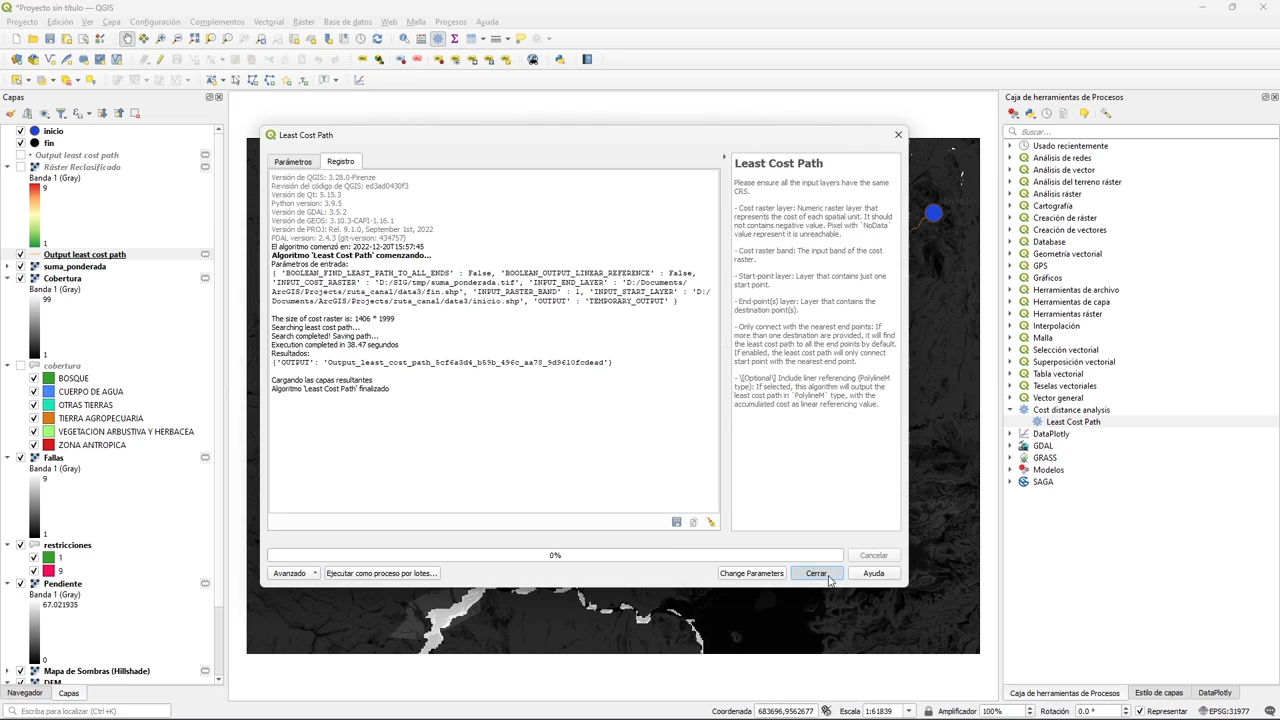 *Proyecto sin título — QGIS
Proyecto Edición Ver Capa Configuración Complementos Vectorial Ráster Base de datos Web Malla Procesos Ayuda
Capas
inicio
fin
Output least cost path
Ráster Reclasificado
Banda 1 (Gray)
9
1
Output least cost path
suma_ponderada
Cobertura
Banda 1 (Gray)
99
1
cobertura
BOSQUE
CUERPO DE AGUA
OTRAS TIERRAS
TIERRA AGROPECUARIA
VEGETACION ARBUSTIVA Y HERBACEA
ZONA ANTROPICA
Fallas
Banda 1 (Gray)
9
1
restricciones
1
9
Pendiente
Banda 1 (Gray)
67.021935
0
Mapa de Sombras (Hillshade)
DEM
Navegador Capas
Least Cost Path
Parámetros Registro
Versión de QGIS: 3.28.0-Firenze
Revisión del código de QGIS: ed3ad0430f3
Versión de Qt: 5.15.3
Python version: 3.9.5
Versión de GDAL: 3.5.2
Versión de GEOS: 3.10.3-CAPI-1.16.1
Versión de PROJ: Rel. 9.1.0, September 1st, 2022
PDAL version: 2.4.3 (git-version: 434757)
El algoritmo comenzó en: 2022-12-20T15:57:45
Algoritmo 'Least Cost Path' comenzando…
Parámetros de entrada:
{ 'BOOLEAN_FIND_LEAST_PATH_TO_ALL_ENDS' : False, 'BOOLEAN_OUTPUT_LINEAR_REFERENCE' : False,
'INPUT_COST_RASTER' : 'D:/SIG/tmp/suma_ponderada.tif', 'INPUT_END_LAYER' : 'D:/Documents/
ArcGIS/Projects/ruta_canal/data3/fin.shp', 'INPUT_RASTER_BAND' : 1, 'INPUT_START_LAYER' : 'D:/
Documents/ArcGIS/Projects/ruta_canal/data3/inicio.shp', 'OUTPUT' : 'TEMPORARY_OUTPUT' }
The size of cost raster is: 1406 * 1999
Searching least cost path...
Search completed! Saving path...
Execution completed in 38.47 segundos
Resultados:
{'OUTPUT': 'Output_least_cost_path_5cf6a3d4_b59b_496c_aa78_9d9610fcdead'}
Cargando las capas resultantes
Algoritmo 'Least Cost Path' finalizado
Least Cost Path
Please ensure all the input layers have the same
CRS.
- Cost raster layer: Numeric raster layer that
represents the cost of each spatial unit. It should
not contains negative value. Pixel with `NoData`
value represent it is unreachable.
- Cost raster band: The input band of the cost
raster.
- Start-point layer: Layer that contains just one
start point.
- End-point(s) layer: Layer that contains the
destination point(s).
- Only connect with the nearest end points: If
more than one destination are provided, it will find
the least cost path to all the end points by default.
If enabled, the least cost path will only connect
start point with the nearest end point.
- \[Optional\] Include liner referencing (PolylineM
type): If selected, this algorithm will output the
least cost path in `PolylineM` type, with the
accumulated cost as linear referencing value.
0%
Cancelar
Avanzado Ejecutar como proceso por lotes… Change Parameters Cerrar Ayuda
Caja de herramientas de Procesos
Buscar…
Usado recientemente
Análisis de redes
Análisis de vector
Análisis del terreno ráster
Análisis ráster
Cartografía
Creación de ráster
Creación de vectores
Database
Geometría vectorial
GPS
Gráficos
Herramientas de archivo
Herramientas de capa
Herramientas ráster
Interpolación
Malla
Selección vectorial
Superposición vectorial
Tabla vectorial
Teselas vectoriales
Vector general
Cost distance analysis
Least Cost Path
DataPlotly
GDAL
GRASS
Modelos
SAGA
Caja de herramientas de Procesos Estilo de capas DataPlotly
Escriba para localizar (Ctrl+K) Coordenada 683696,9562677 Escala 1:61839 Amplificador 100% Rotación 0.0 ° Representar EPSG:31977